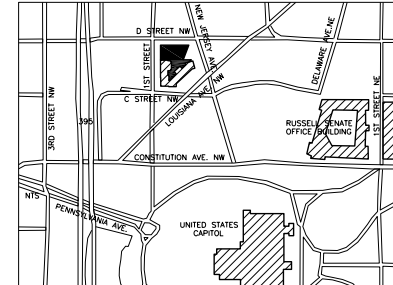 D STREET NW
NEW JERSEY AVE. NW
DELAWARE AVE.NE
1ST STREET
3RD STREET NW
395
C STREET NW
LOUISIANA AVE. NW
RUSSELL SENATE
OFFICE BUILDING
1ST STREET NE
CONSTITUTION AVE. NW
NTS
PENNSYLVANIA AVE.
UNITED STATES
CAPITOL